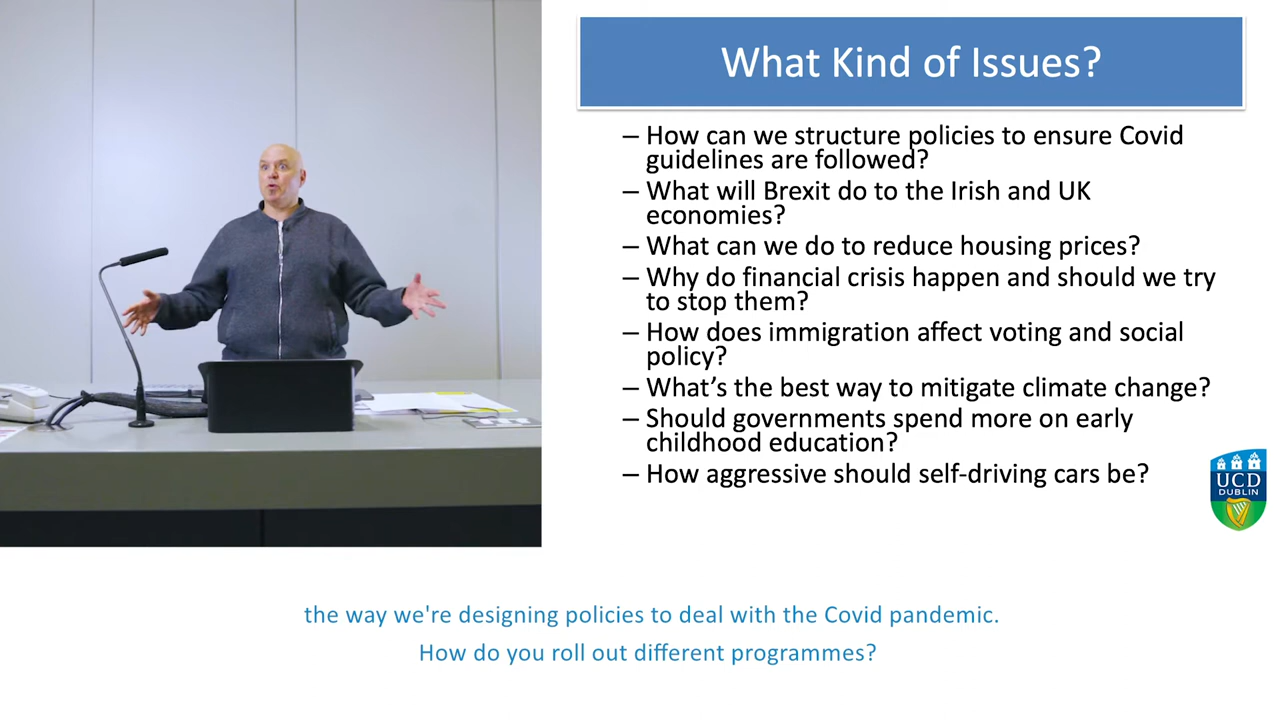 What Kind of Issues?
– How can we structure policies to ensure Covid
guidelines are followed?
– What will Brexit do to the Irish and UK
economies?
– What can we do to reduce housing prices?
– Why do financial crisis happen and should we try
to stop them?
– How does immigration affect voting and social
policy?
– What’s the best way to mitigate climate change?
– Should governments spend more on early
childhood education?
– How aggressive should self-driving cars be?
UCD
DUBLIN
the way we're designing policies to deal with the Covid pandemic.
How do you roll out different programmes?